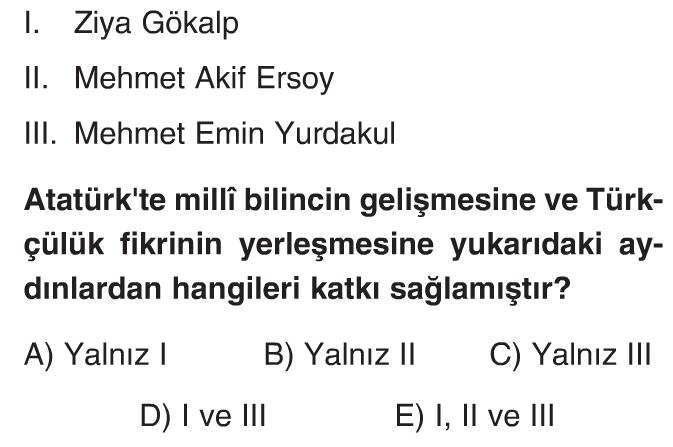 I. Ziya Gökalp
II. Mehmet Akif Ersoy
III. Mehmet Emin Yurdakul
Atatürk'te millî bilincin gelişmesine ve Türk-
çülük fikrinin yerleşmesine yukarıdaki ay-
dınlardan hangileri katkı sağlamıştır?
A) Yalnız I B) Yalnız II C) Yalnız III
D) I ve III E) I, II ve III